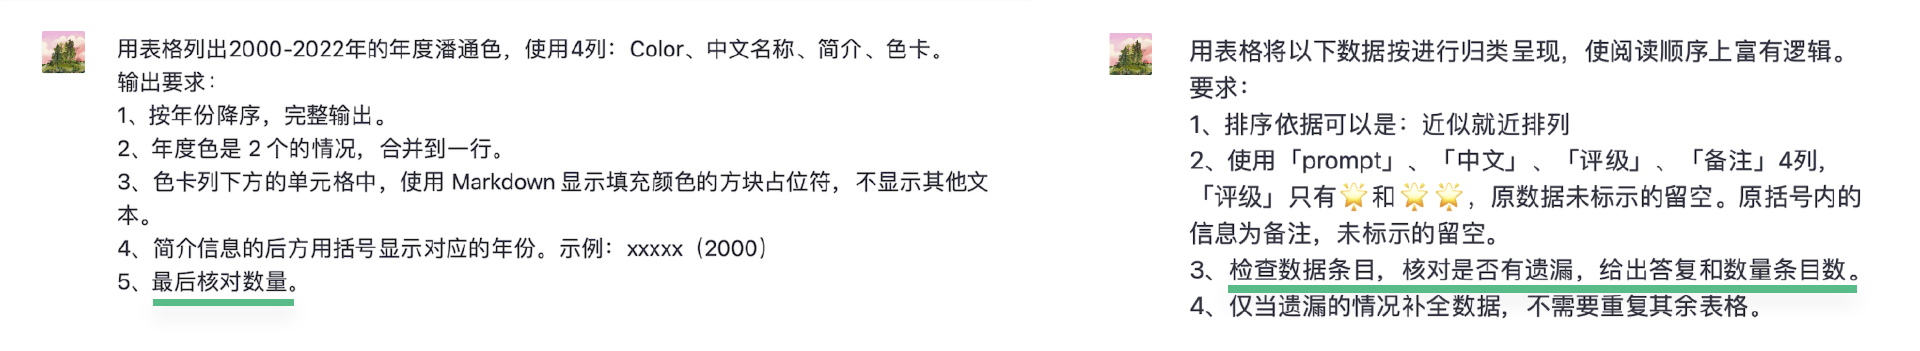 用表格列出2000-2022年的年度潘通色，使用4列：Color、中文名称、简介、色卡。
输出要求：
1、按年份降序，完整输出。
2、年度色是 2 个的情况，合并到一行。
3、色卡列下方的单元格中，使用 Markdown 显示填充颜色的方块占位符，不显示其他文
本。
4、简介信息的后方用括号显示对应的年份。示例：xxxxx（2000）
5、最后核对数量。
用表格将以下数据按进行归类呈现，使阅读顺序上富有逻辑。
要求：
1、排序依据可以是：近似就近排列
2、使用「prompt」、「中文」、「评级」、「备注」4列，
「评级」只有🌟和🌟🌟，原数据未标示的留空。原括号内的
信息为备注，未标示的留空。
3、检查数据条目，核对是否有遗漏，给出答复和数量条目数。
4、仅当遗漏的情况补全数据，不需要重复其余表格。